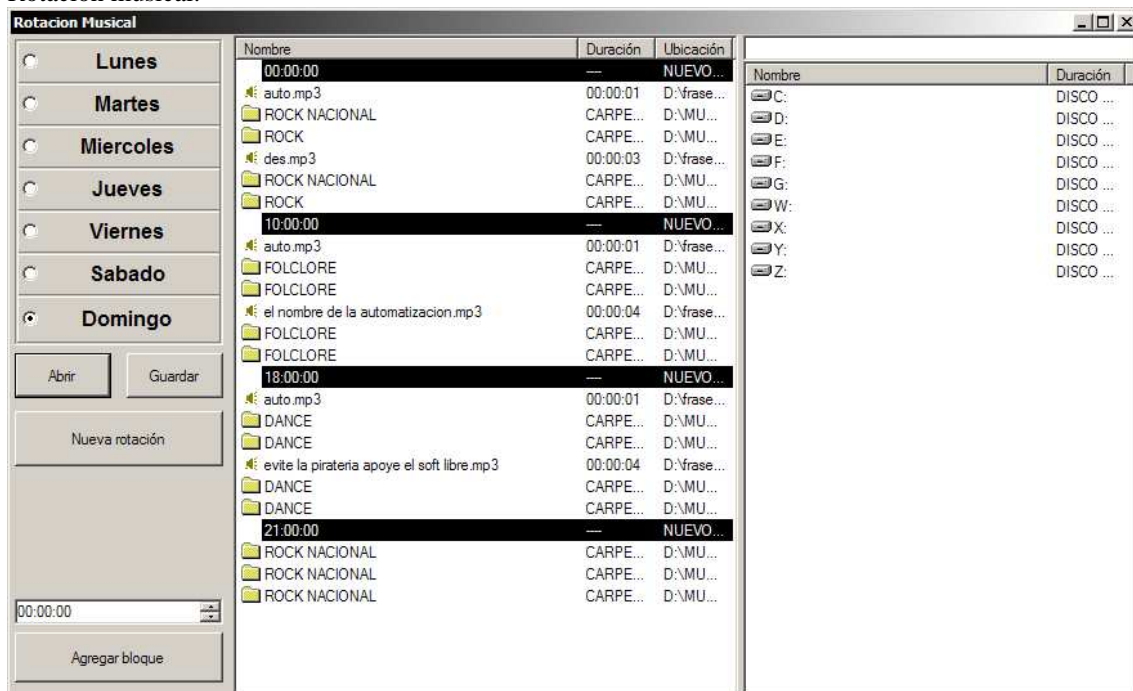 Rotacion musical.
Rotacion Musical
Lunes
Martes
Miercoles
Jueves
Viernes
Sabado
Domingo
Abrir Guardar
Nueva rotación
00:00:00
Agregar bloque
Nombre Duración Ubicación
00:00:00 --- NUEVO...
auto.mp3 00:00:01 D:\frase...
ROCK NACIONAL CARPE... D:\MU...
ROCK CARPE... D:\MU...
des.mp3 00:00:03 D:\frase...
ROCK NACIONAL CARPE... D:\MU...
ROCK CARPE... D:\MU...
10:00:00 --- NUEVO...
auto.mp3 00:00:01 D:\frase...
FOLCLORE CARPE... D:\MU...
FOLCLORE CARPE... D:\MU...
el nombre de la automatizacion.mp3 00:00:04 D:\frase...
FOLCLORE CARPE... D:\MU...
FOLCLORE CARPE... D:\MU...
18:00:00 --- NUEVO...
auto.mp3 00:00:01 D:\frase...
DANCE CARPE... D:\MU...
DANCE CARPE... D:\MU...
evite la pirateria apoye el soft libre.mp3 00:00:04 D:\frase...
DANCE CARPE... D:\MU...
DANCE CARPE... D:\MU...
21:00:00 --- NUEVO...
ROCK NACIONAL CARPE... D:\MU...
ROCK NACIONAL CARPE... D:\MU...
ROCK NACIONAL CARPE... D:\MU...
Nombre Duración
C: DISCO ...
D: DISCO ...
E: DISCO ...
F: DISCO ...
G: DISCO ...
W: DISCO ...
X: DISCO ...
Y: DISCO ...
Z: DISCO ...